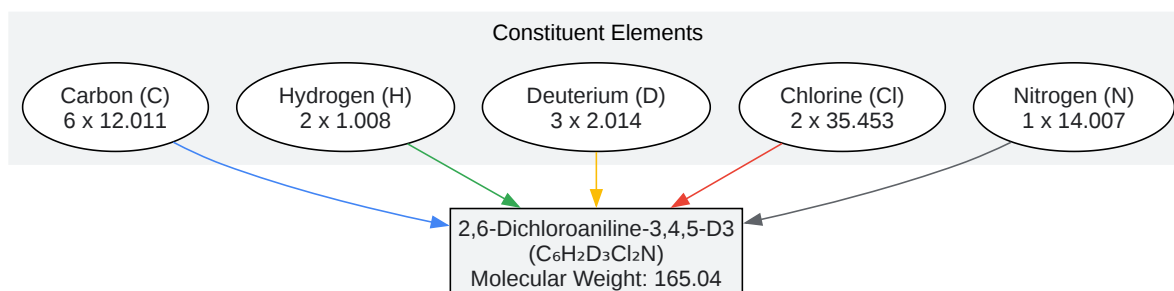 Constituent Elements
Carbon (C)
6 x 12.011
Hydrogen (H)
2 x 1.008
Deuterium (D)
3 x 2.014
Chlorine (Cl)
2 x 35.453
Nitrogen (N)
1 x 14.007
2,6-Dichloroaniline-3,4,5-D3
(C₆H₂D₃Cl₂N)
Molecular Weight: 165.04